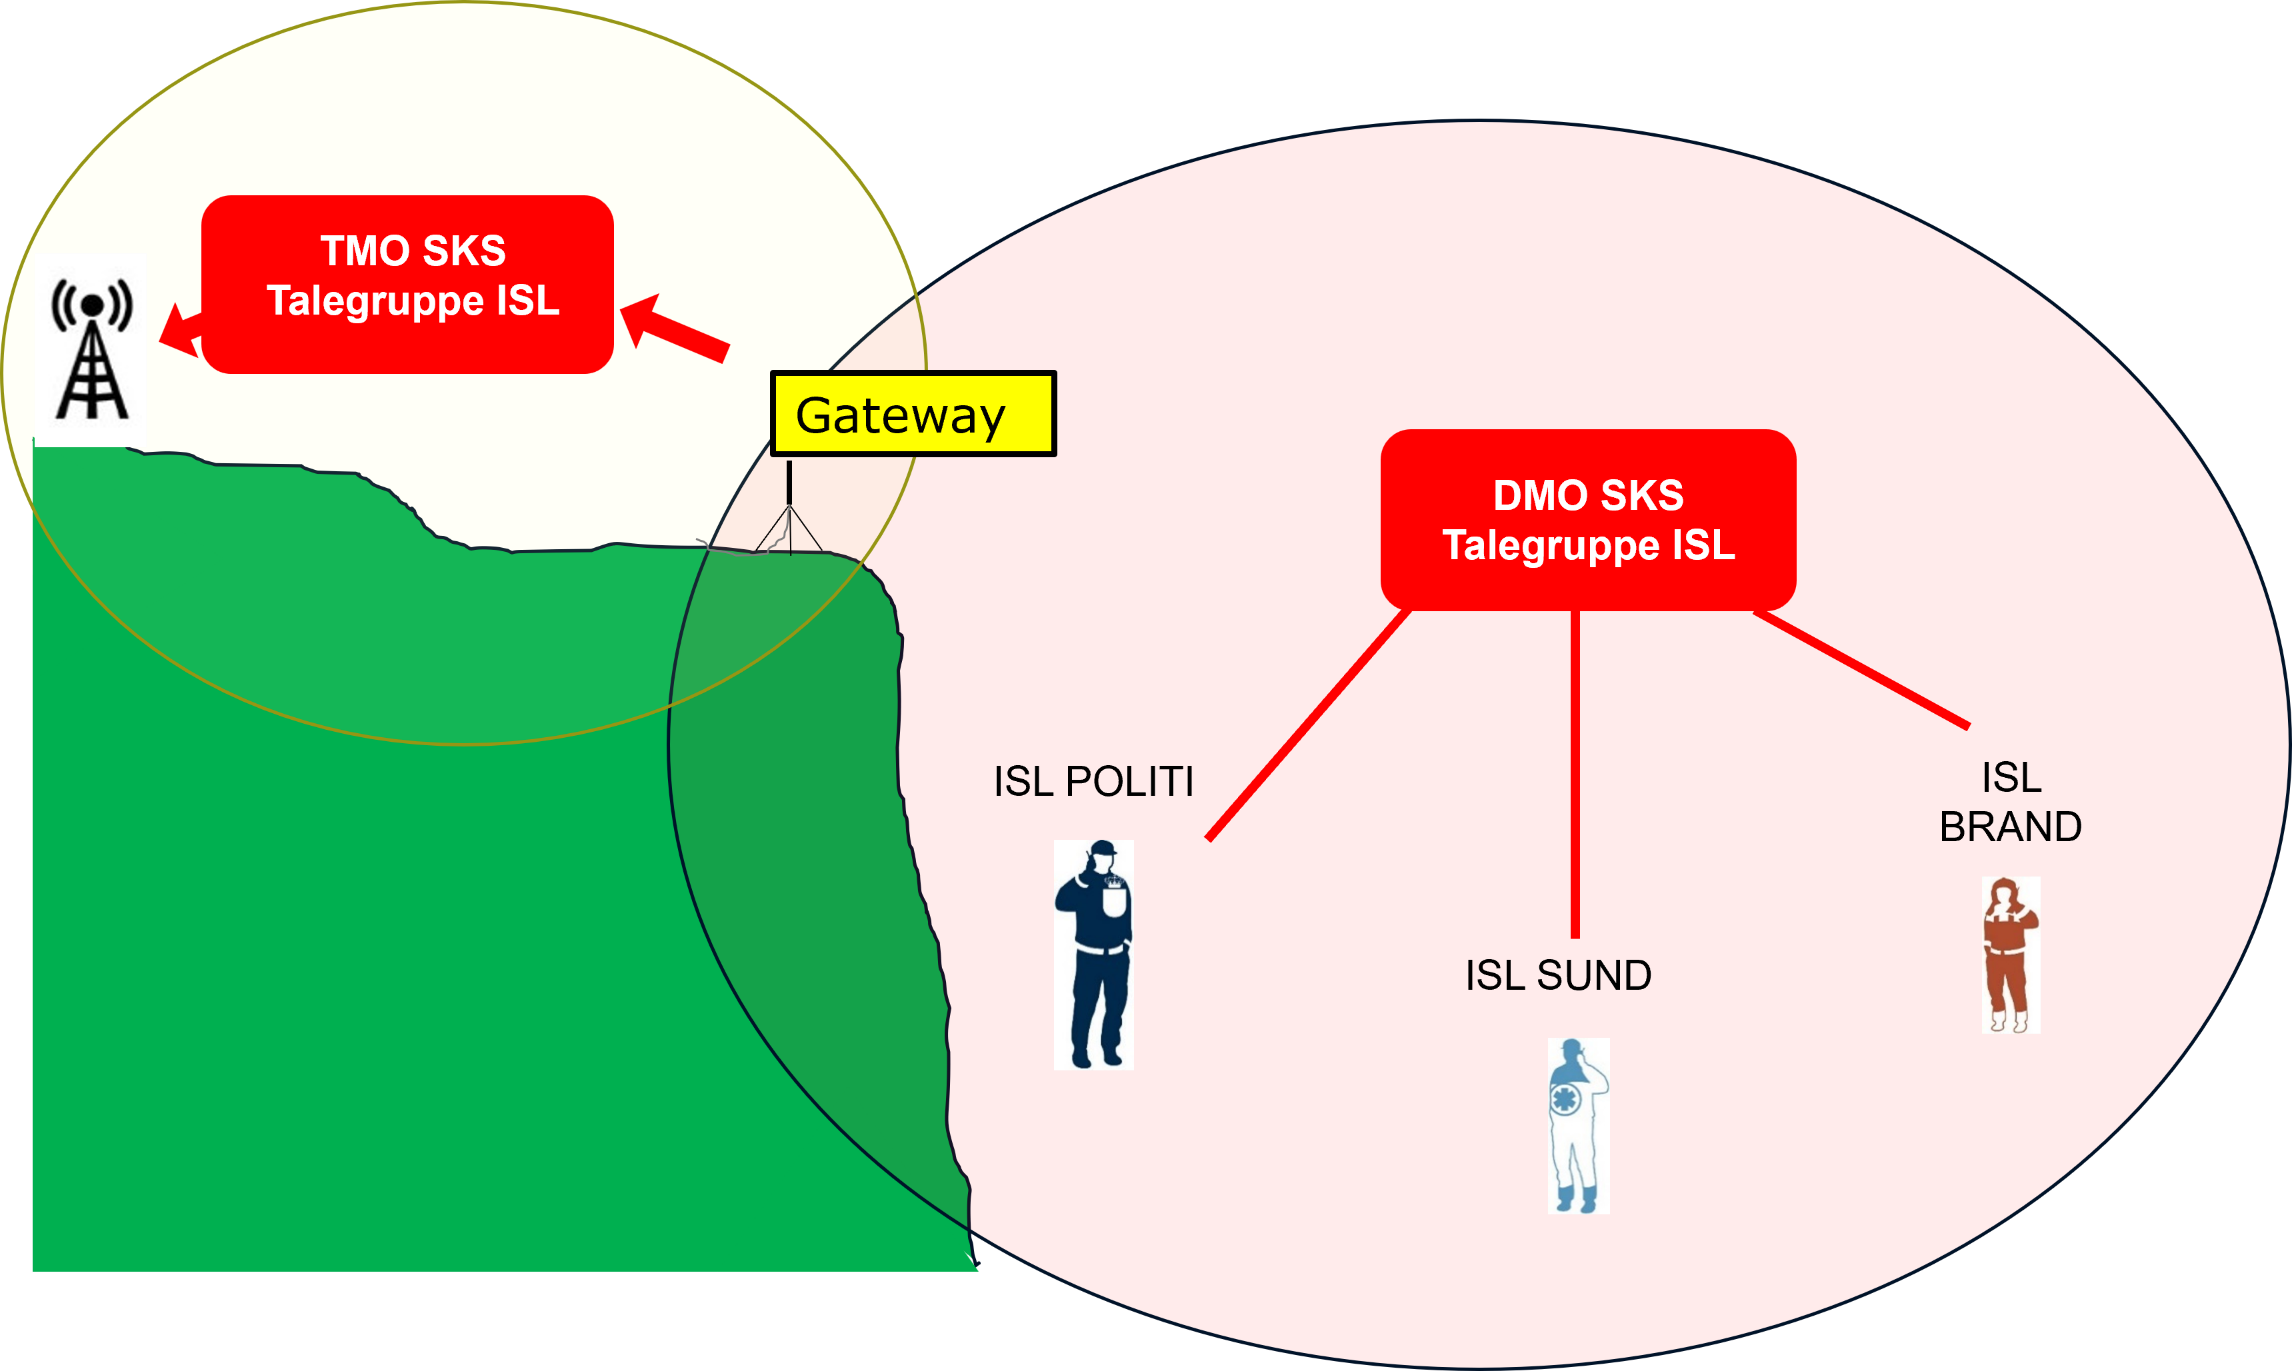 TMO SKS
Talegruppe ISL
Gateway
DMO SKS
Talegruppe ISL
ISL POLITI
ISL SUND
ISL
BRAND